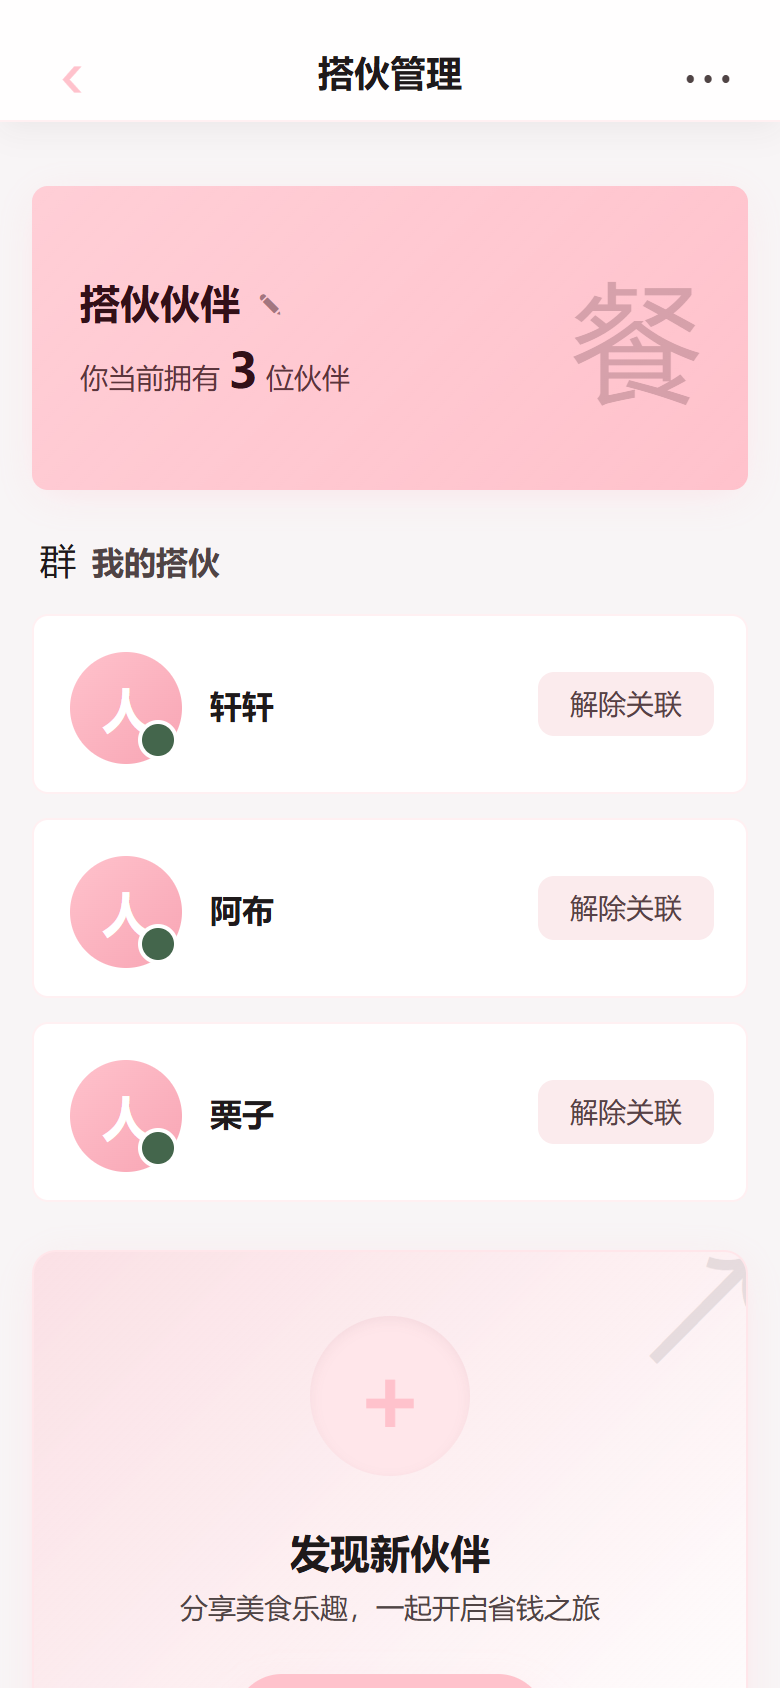 搭伙管理
搭伙伙伴
你当前拥有 3 位伙伴
餐
群 我的搭伙
人
轩轩
解除关联
人
阿布
解除关联
人
栗子
解除关联
+
发现新伙伴
分享美食乐趣，一起开启省钱之旅